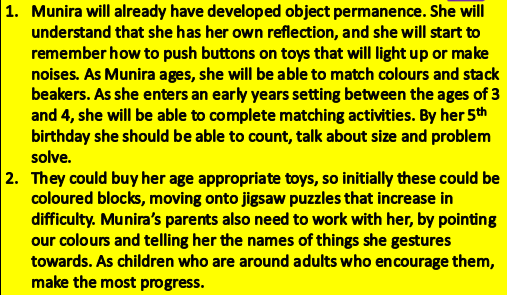 1. Munira will already have developed object permanence. She will
understand that she has her own reflection, and she will start to
remember how to push buttons on toys that will light up or make
noises. As Munira ages, she will be able to match colours and stack
beakers. As she enters an early years setting between the ages of 3
and 4, she will be able to complete matching activities. By her 5th
birthday she should be able to count, talk about size and problem
solve.
2. They could buy her age appropriate toys, so initially these could be
coloured blocks, moving onto jigsaw puzzles that increase in
difficulty. Munira’s parents also need to work with her, by pointing
our colours and telling her the names of things she gestures
towards. As children who are around adults who encourage them,
make the most progress.